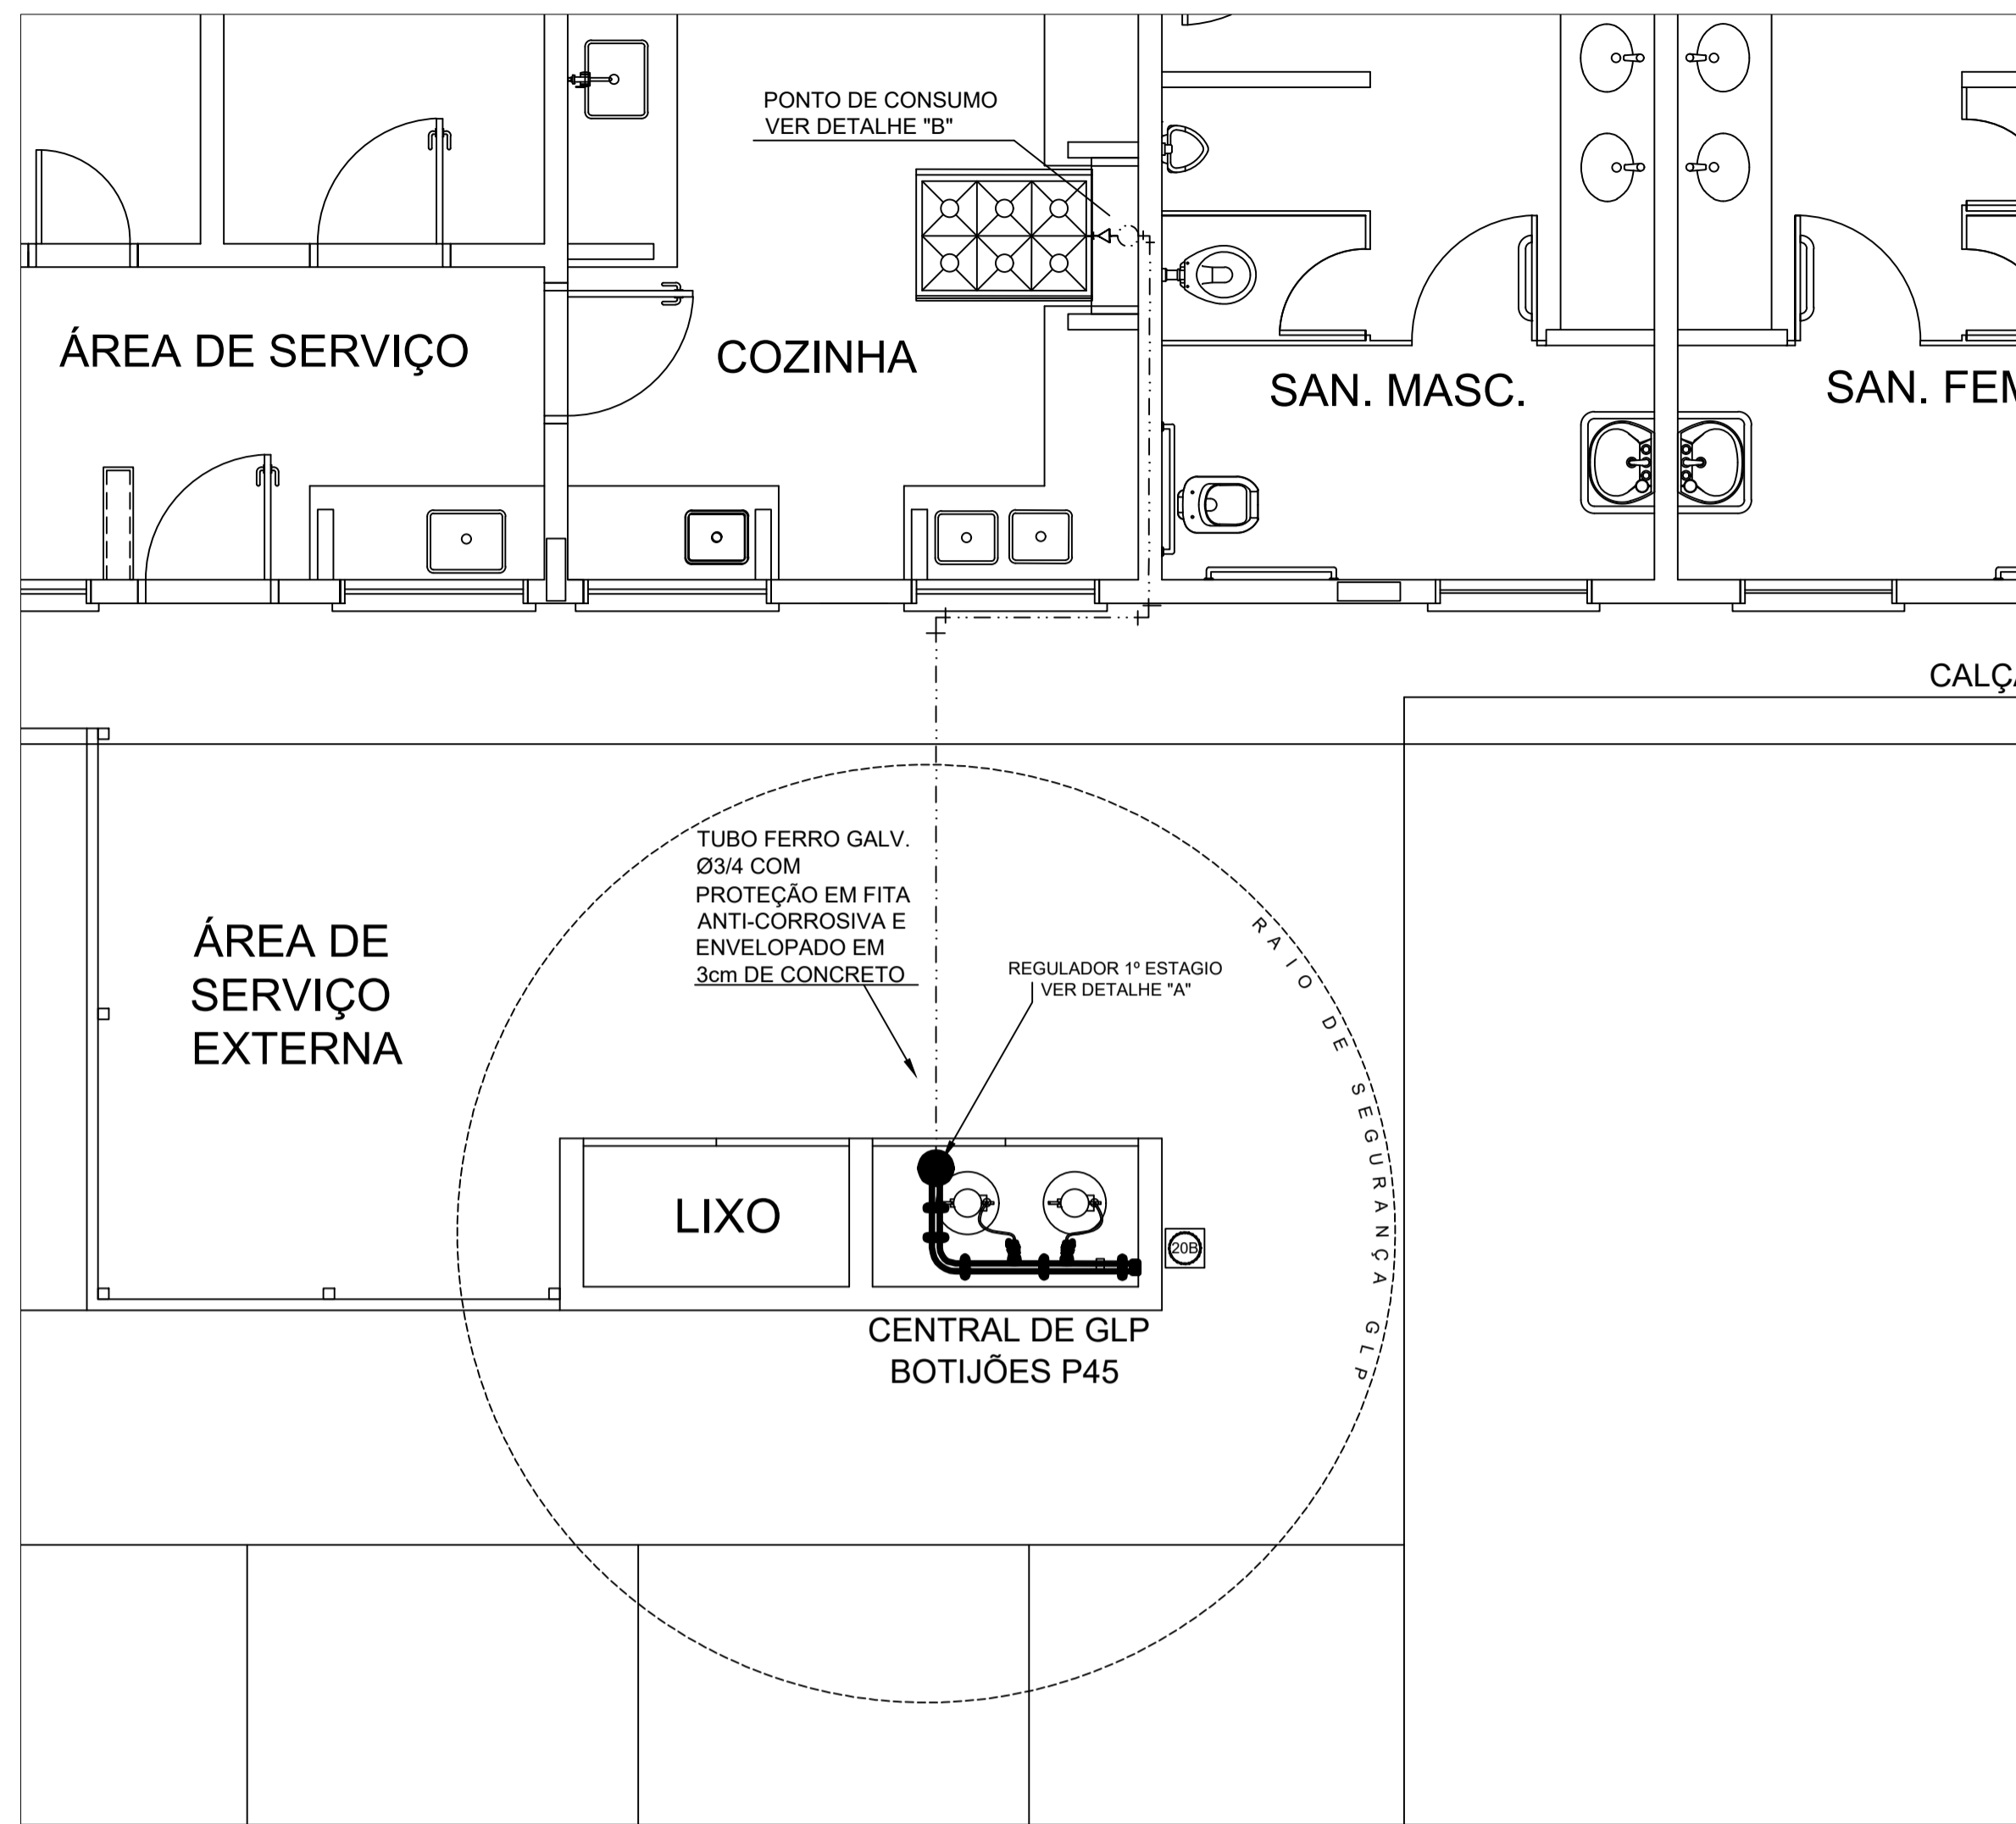 PONTO DE CONSUMO
VER DETALHE "B"
ÁREA DE SERVIÇO
COZINHA
SAN. MASC.
SAN. FEM
CALÇA
TUBO FERRO GALV.
Ø3/4 COM
PROTEÇÃO EM FITA
ANTI-CORROSIVA E
ENVELOPADO EM
3cm DE CONCRETO
REGULADOR 1º ESTAGIO
VER DETALHE "A"
RAIO DE SEGURANÇA GLP
ÁREA DE
SERVIÇO
EXTERNA
LIXO
20B
CENTRAL DE GLP
BOTIJÕES P45